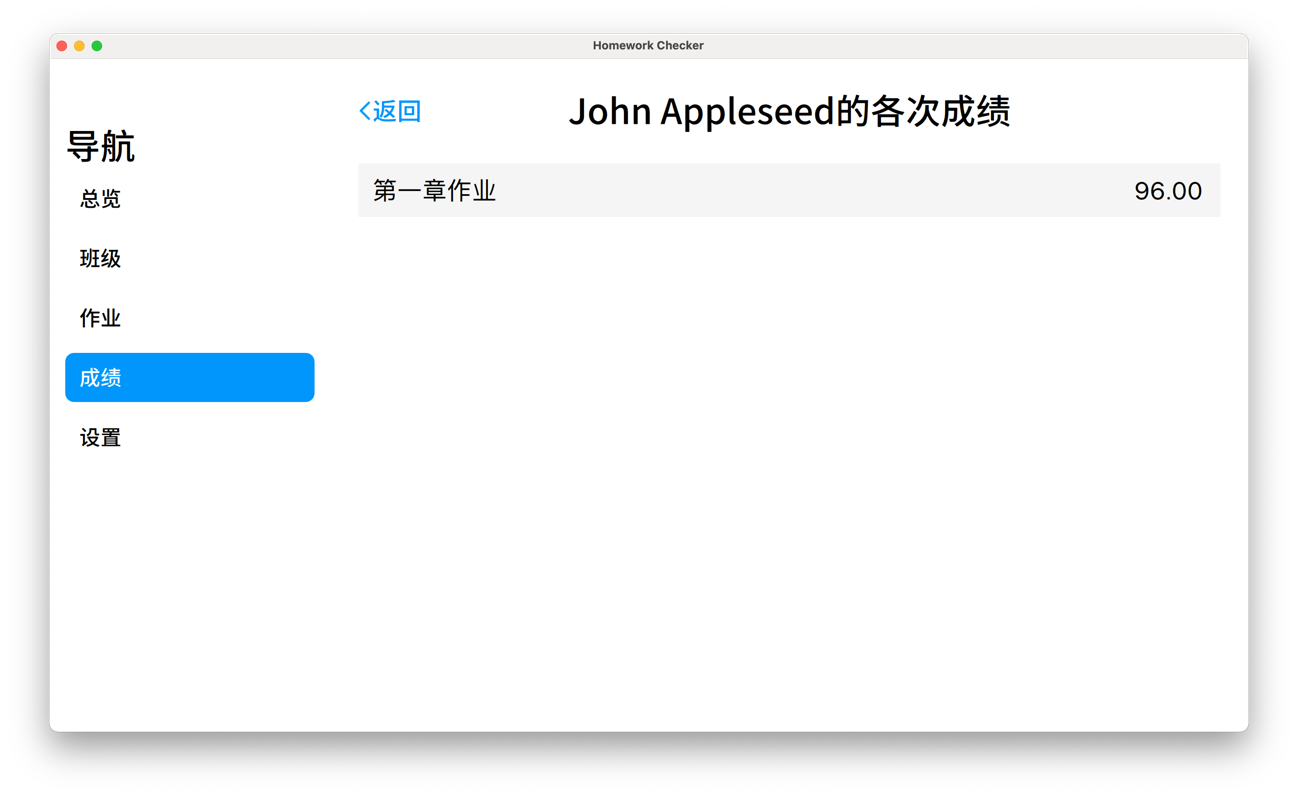 Homework Checker
导航
总览
班级
作业
成绩
设置
返回
John Appleseed的各次成绩
第一章作业 96.00